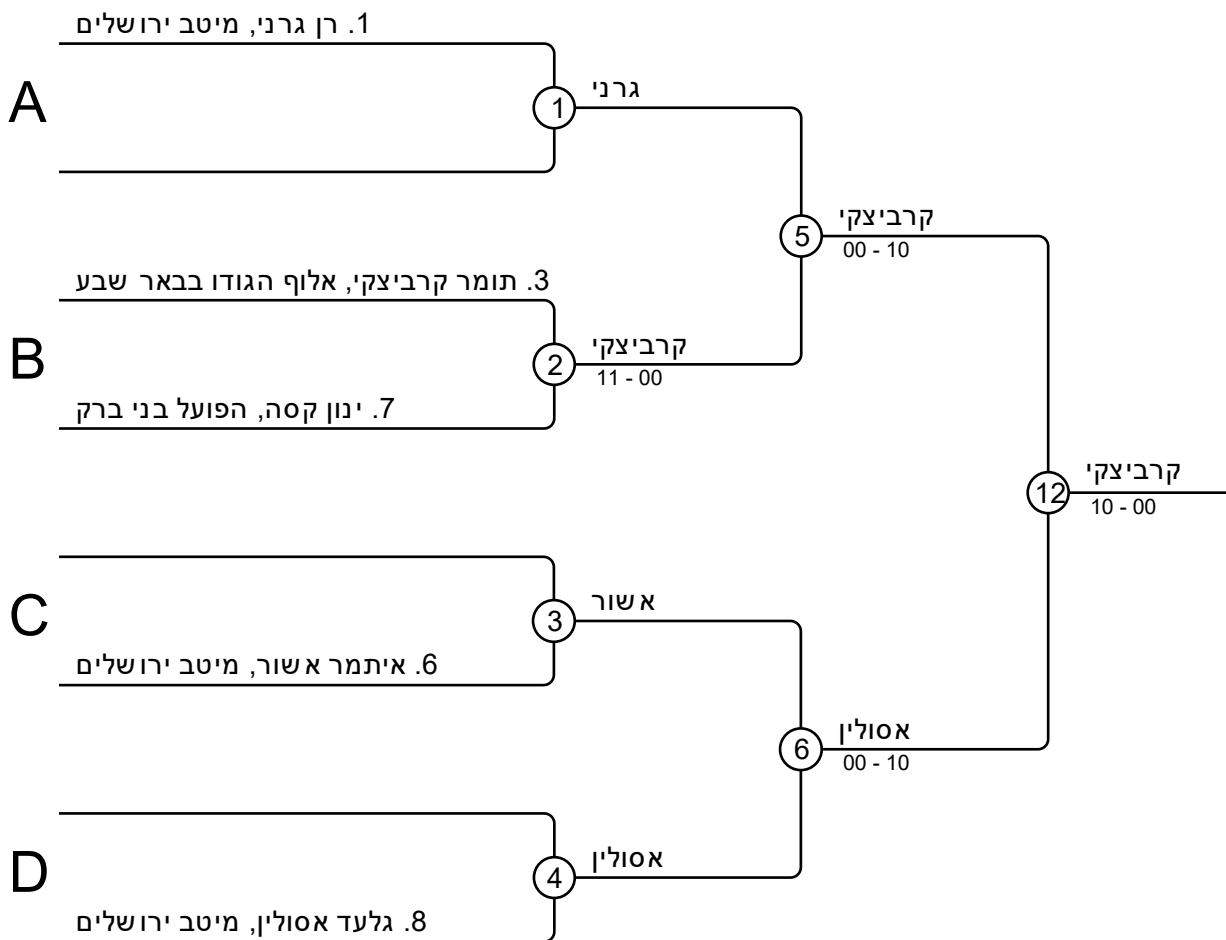 1. רן גרני, מיטב ירושלים
A
1
גרני
5
קרביצקי
00 - 10
3. תומר קרביצקי, אלוף הגודו בבאר שבע
B
2
קרביצקי
11 - 00
7. ינון קסה, הפועל בני ברק
12
קרביצקי
10 - 00
C
3
אשור
6. איתמר אשור, מיטב ירושלים
6
אסולין
00 - 10
D
4
אסולין
8. גלעד אסולין, מיטב ירושלים